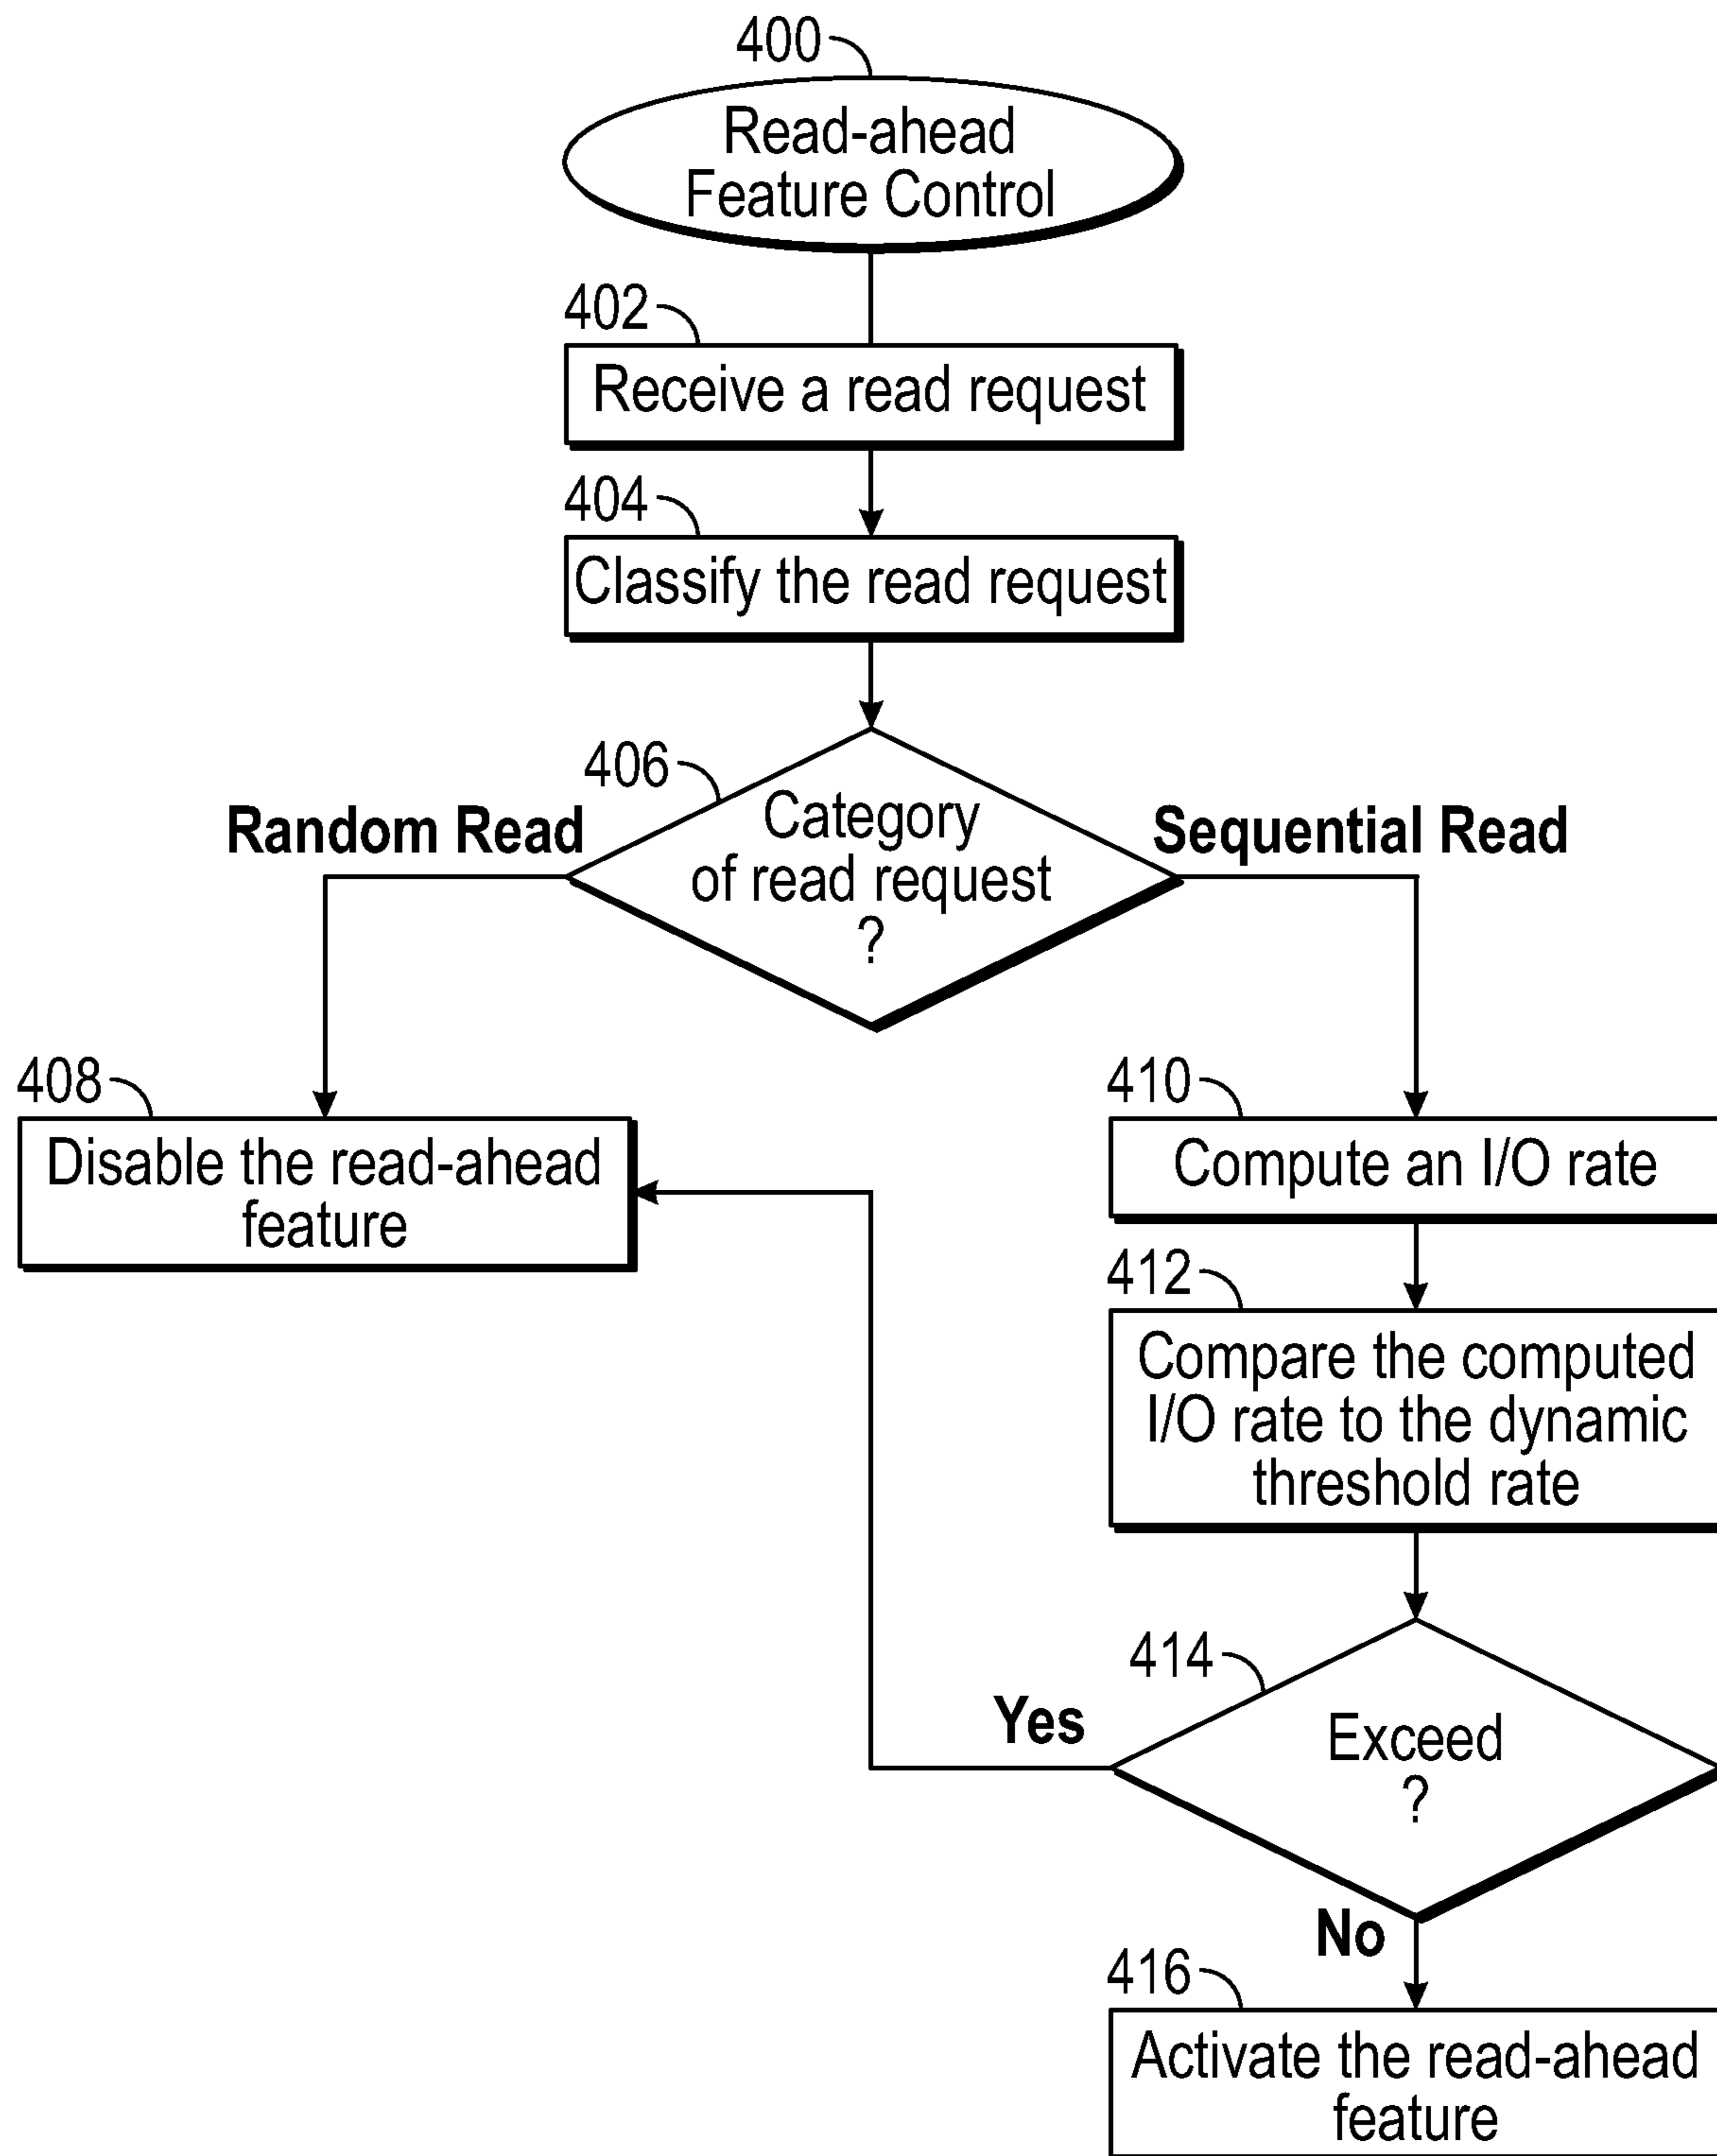 400
Read-ahead
Feature Control
402
Receive a read request
404
Classify the read request
406
Category
of read request
?
Random Read
Sequential Read
408
Disable the read-ahead
feature
410
Compute an I/O rate
412
Compare the computed
I/O rate to the dynamic
threshold rate
414
Exceed
?
Yes
No
416
Activate the read-ahead
feature